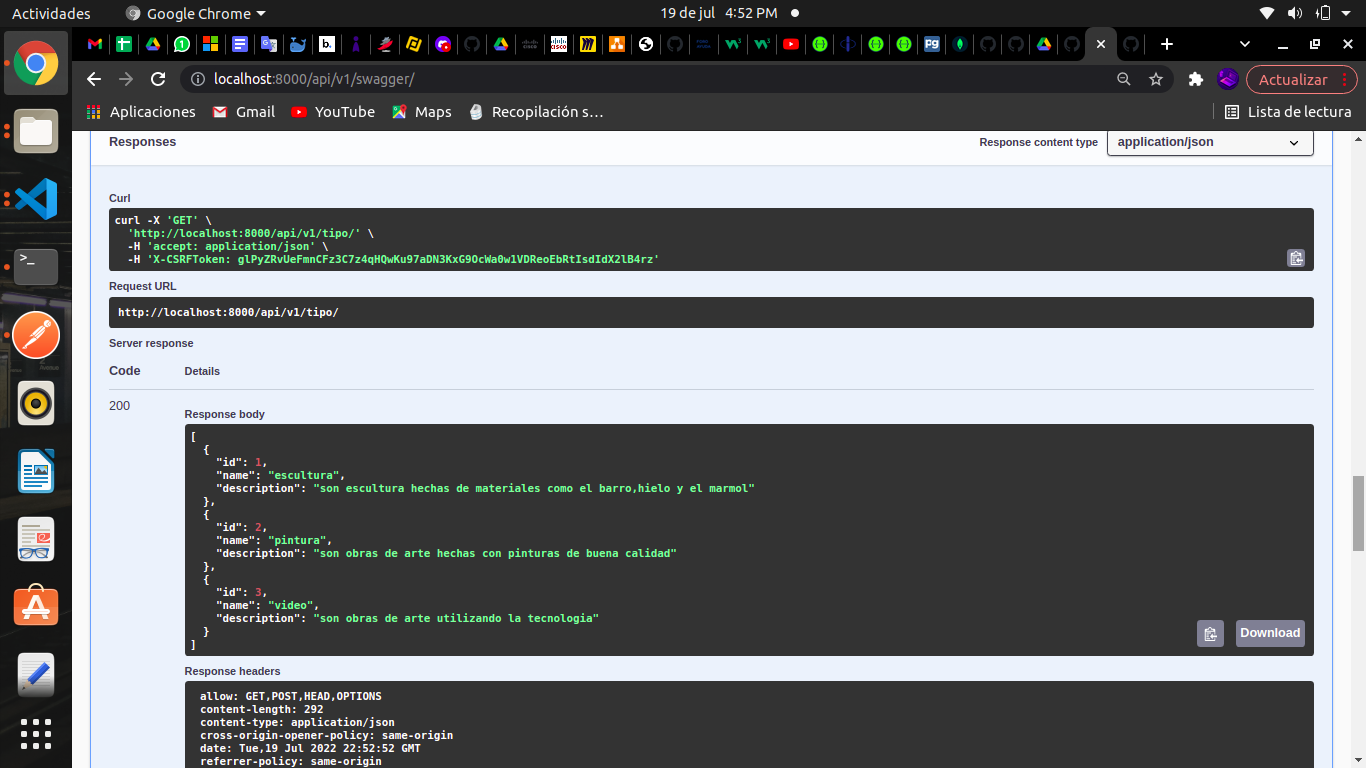 Actividades
Google Chrome
19 de jul 4:52 PM
localhost:8000/api/v1/swagger/
Actualizar
Aplicaciones
Gmail
YouTube
Maps
Recopilación s…
Lista de lectura
Responses
Response content type
application/json
Curl
curl -X 'GET' \
'http://localhost:8000/api/v1/tipo/' \
-H 'accept: application/json' \
-H 'X-CSRFToken: glPyZRvUeFmnCFz3C7z4qHQwKu97aDN3KxG9OcWa0w1VDReoEbRtIsdIdX2lB4rz'
Request URL
http://localhost:8000/api/v1/tipo/
Server response
Code
Details
200
Response body
[
{
"id": 1,
"name": "escultura",
"description": "son escultura hechas de materiales como el barro,hielo y el marmol"
},
{
"id": 2,
"name": "pintura",
"description": "son obras de arte hechas con pinturas de buena calidad"
},
{
"id": 3,
"name": "video",
"description": "son obras de arte utilizando la tecnologia"
}
]
Download
Response headers
allow: GET,POST,HEAD,OPTIONS
content-length: 292
content-type: application/json
cross-origin-opener-policy: same-origin
date: Tue,19 Jul 2022 22:52:52 GMT
referrer-policy: same-origin